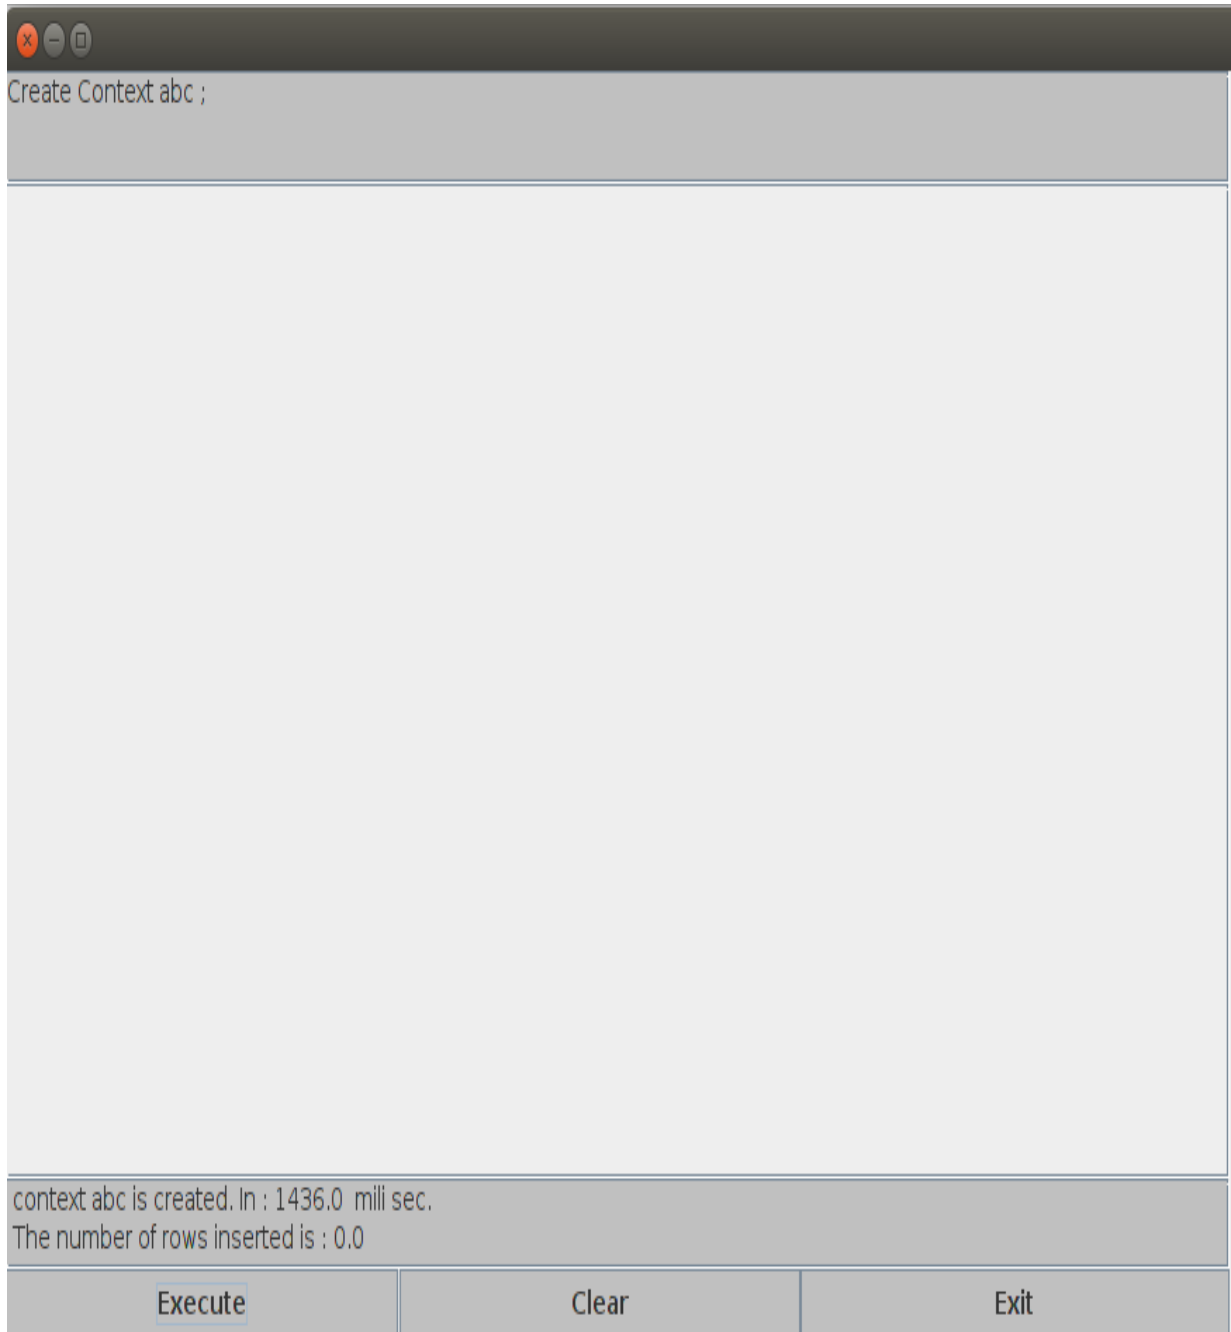 Create Context abc ;
context abc is created. In : 1436.0  mili sec.
The number of rows inserted is : 0.0
Execute
Clear
Exit